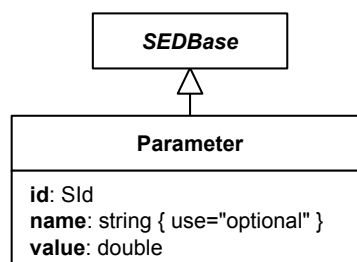 SEDBase
Parameter
id: SId
name: string { use="optional" }
value: double